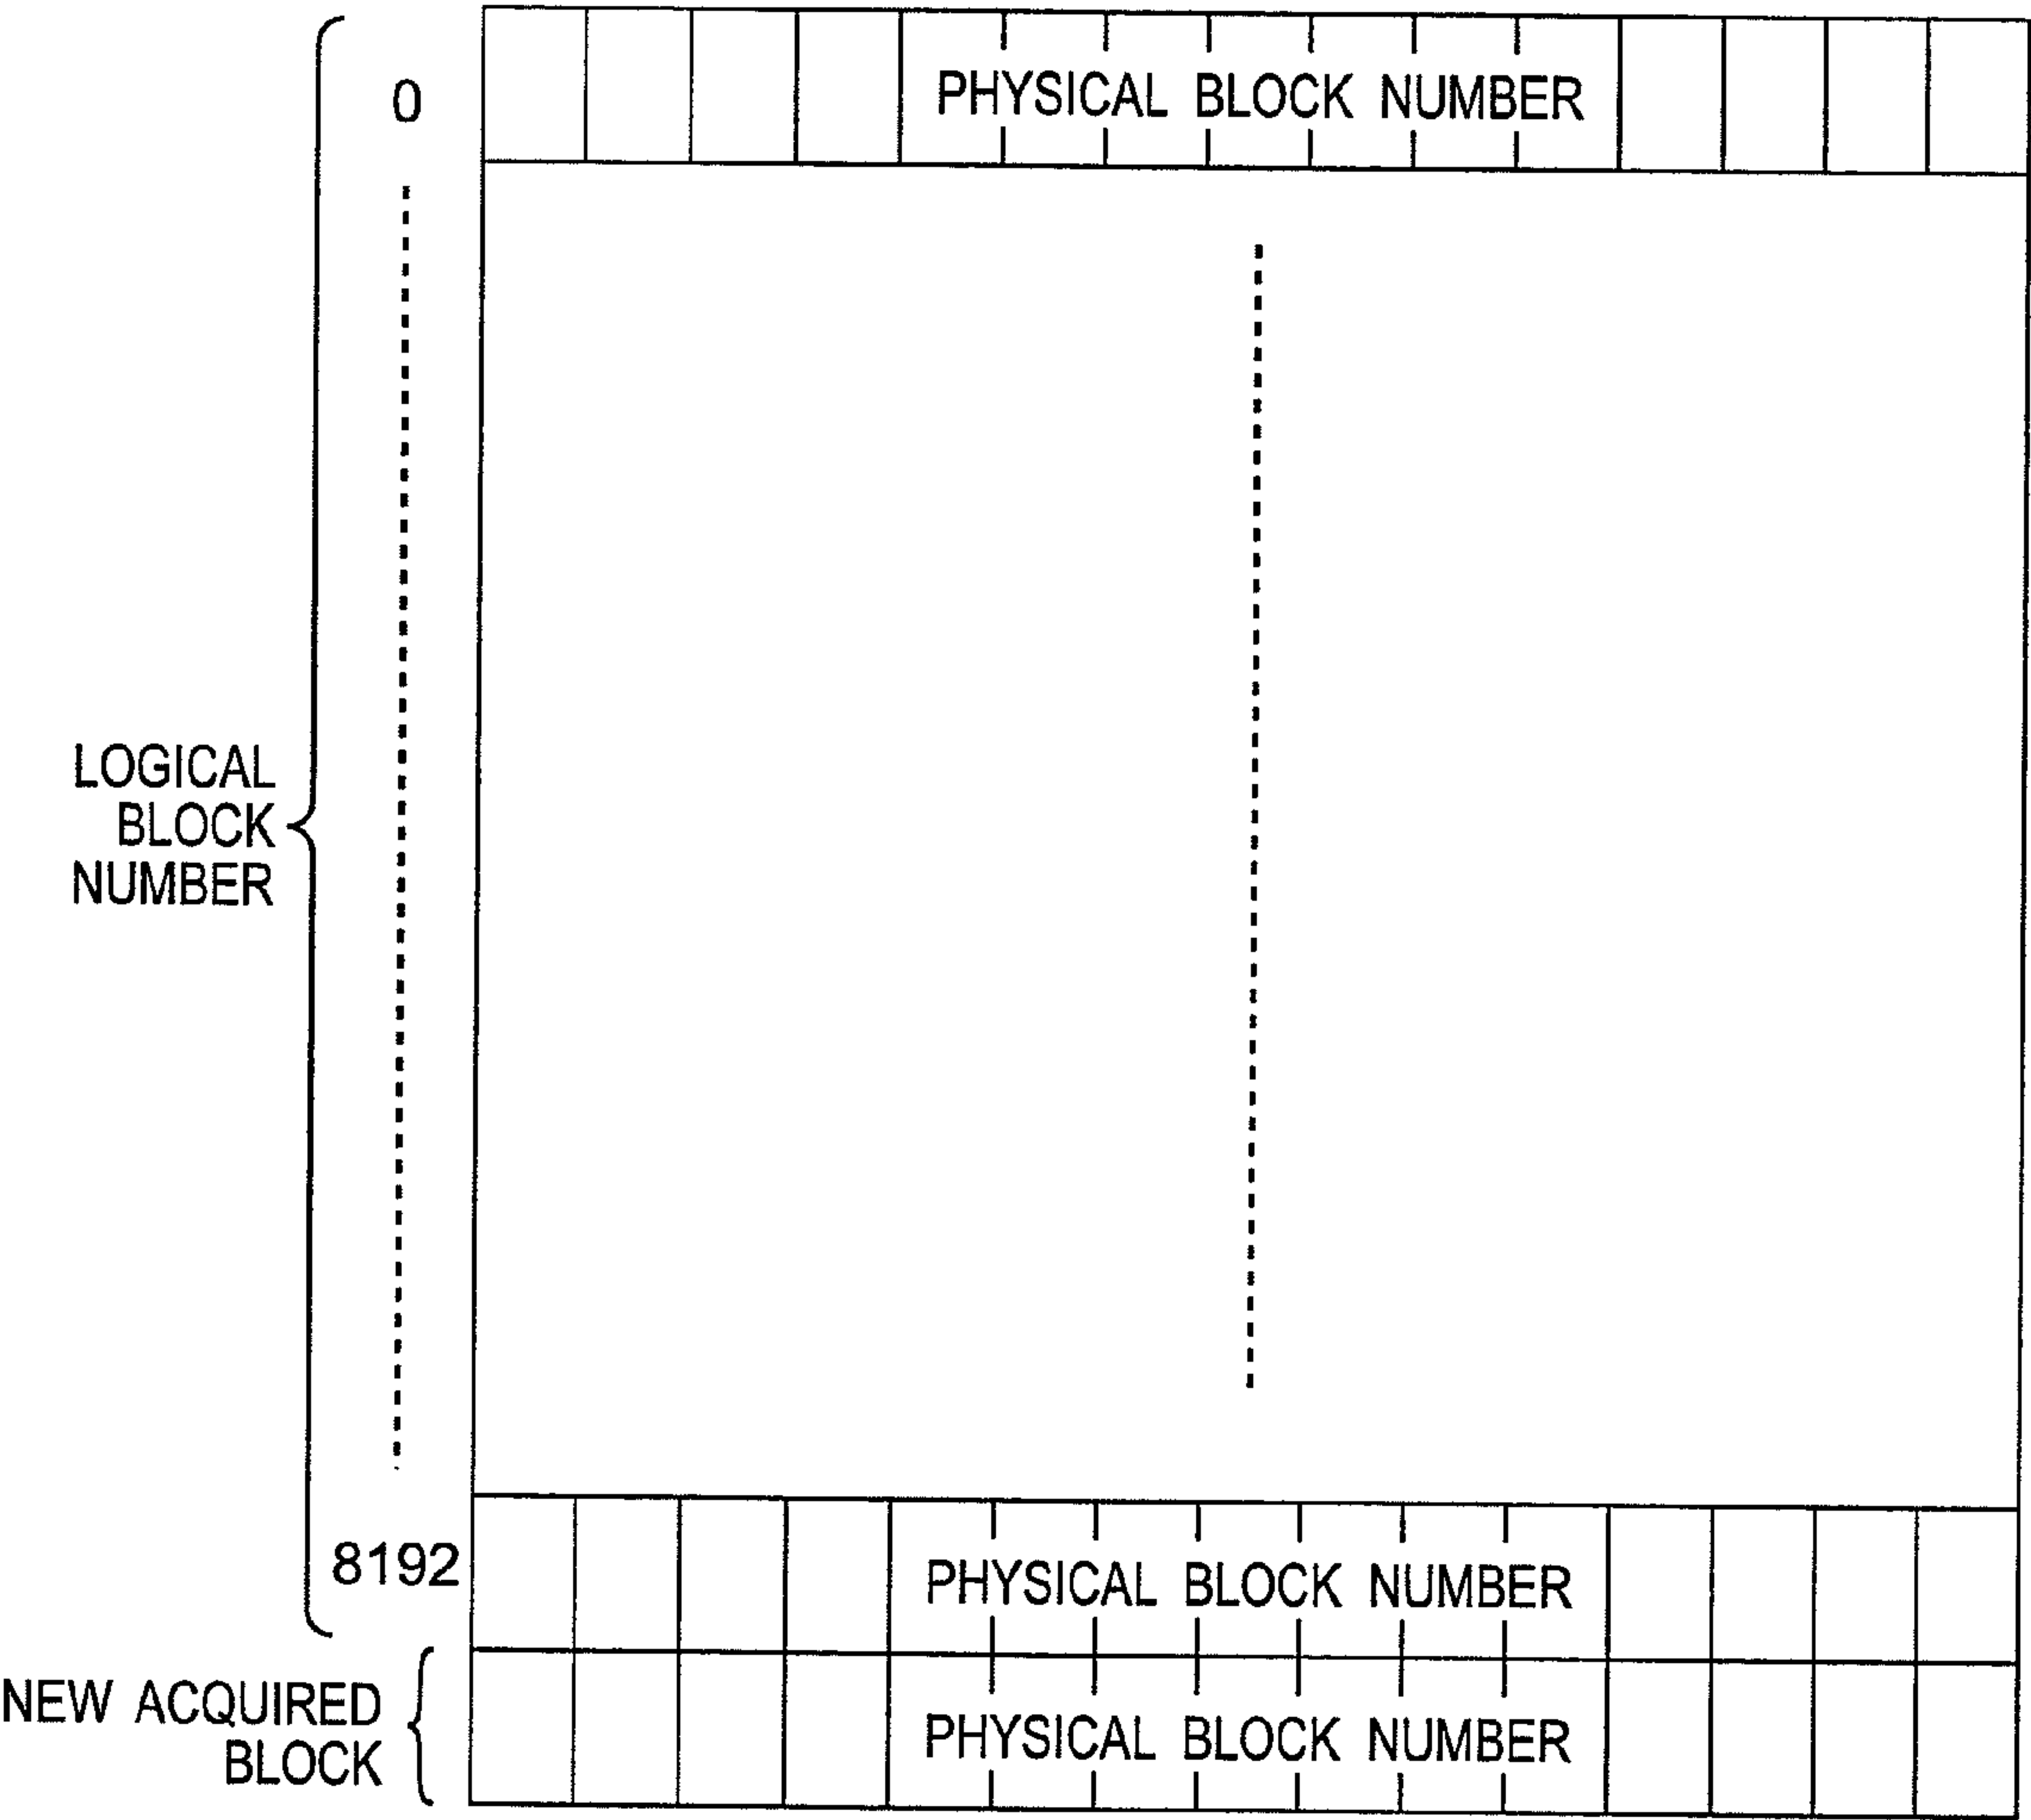 0
PHYSICAL BLOCK NUMBER
LOGICAL
BLOCK
NUMBER
8192
PHYSICAL BLOCK NUMBER
NEW ACQUIRED
BLOCK
PHYSICAL BLOCK NUMBER